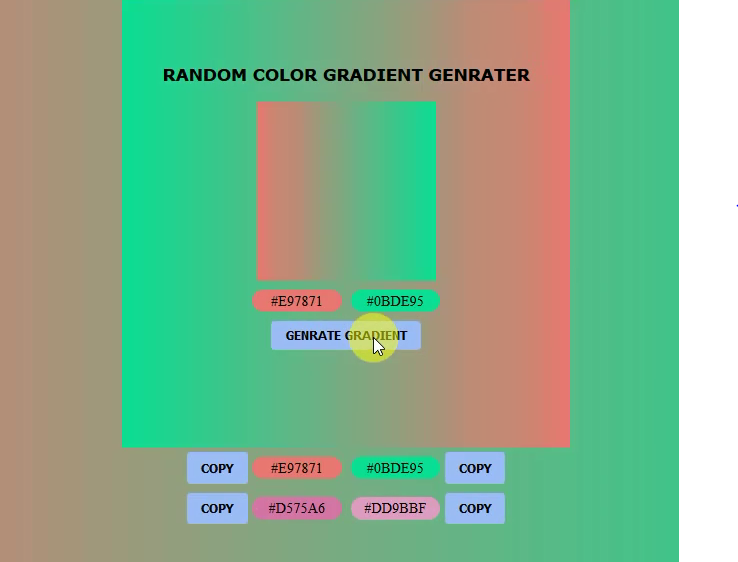 RANDOM COLOR GRADIENT GENRATER
#E97871 #0BDE95
GENRATE GRADIENT
COPY #E97871 #0BDE95 COPY
COPY #D575A6 #DD9BBF COPY